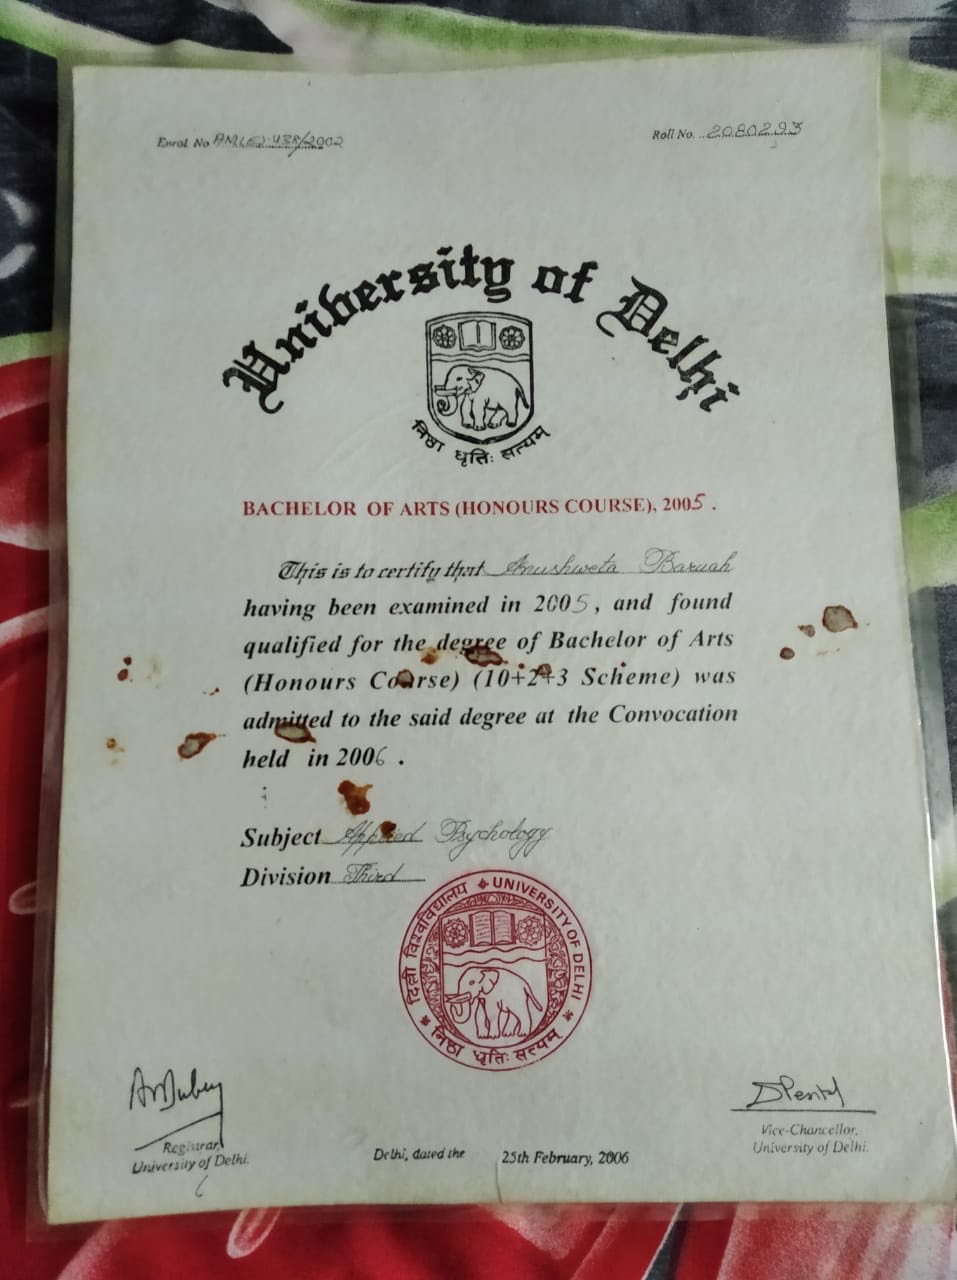 Enrol. No. AMLED-438/2002
Roll No. 2080293
University of Delhi
निष्ठा धृतिः सत्यम्
BACHELOR OF ARTS (HONOURS COURSE), 2005.
This is to certify that Anushweta Baruah
having been examined in 2005, and found
qualified for the degree of Bachelor of Arts
(Honours Course) (10+2+3 Scheme) was
admitted to the said degree at the Convocation
held in 2006.
Subject Applied Psychology
Division Third
दिल्ली विश्वविद्यालय UNIVERSITY OF DELHI
निष्ठा धृतिः सत्यम्
Registrar,
University of Delhi.
Delhi, dated the 25th February, 2006
Vice-Chancellor,
University of Delhi.